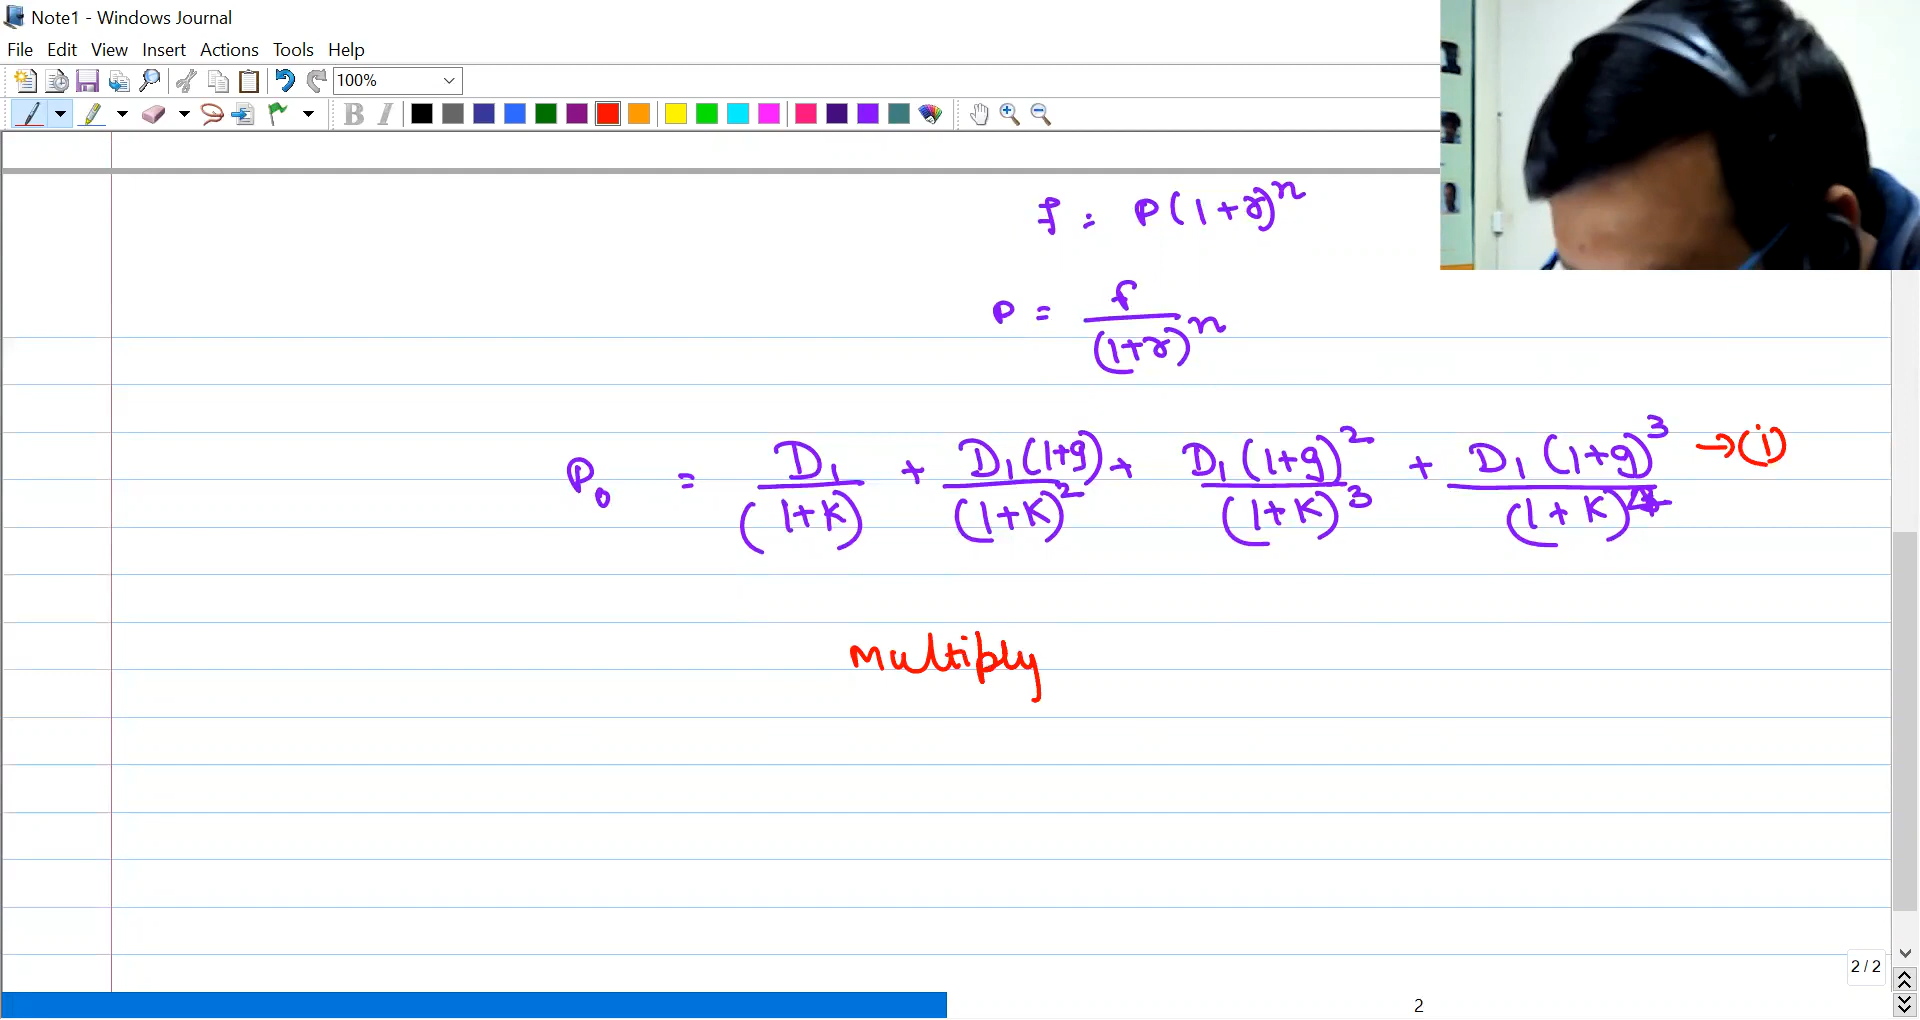 Note1 - Windows Journal
File Edit View Insert Actions Tools Help
100%
B I
f = P(1+r)^n
P = f/(1+r)^n
P₀ = D₁/(1+K) + D₁(1+g)/(1+K)² + D₁(1+g)²/(1+K)³ + D₁(1+g)³/(1+K)⁴ → (i)
Multiply
2 / 2
2